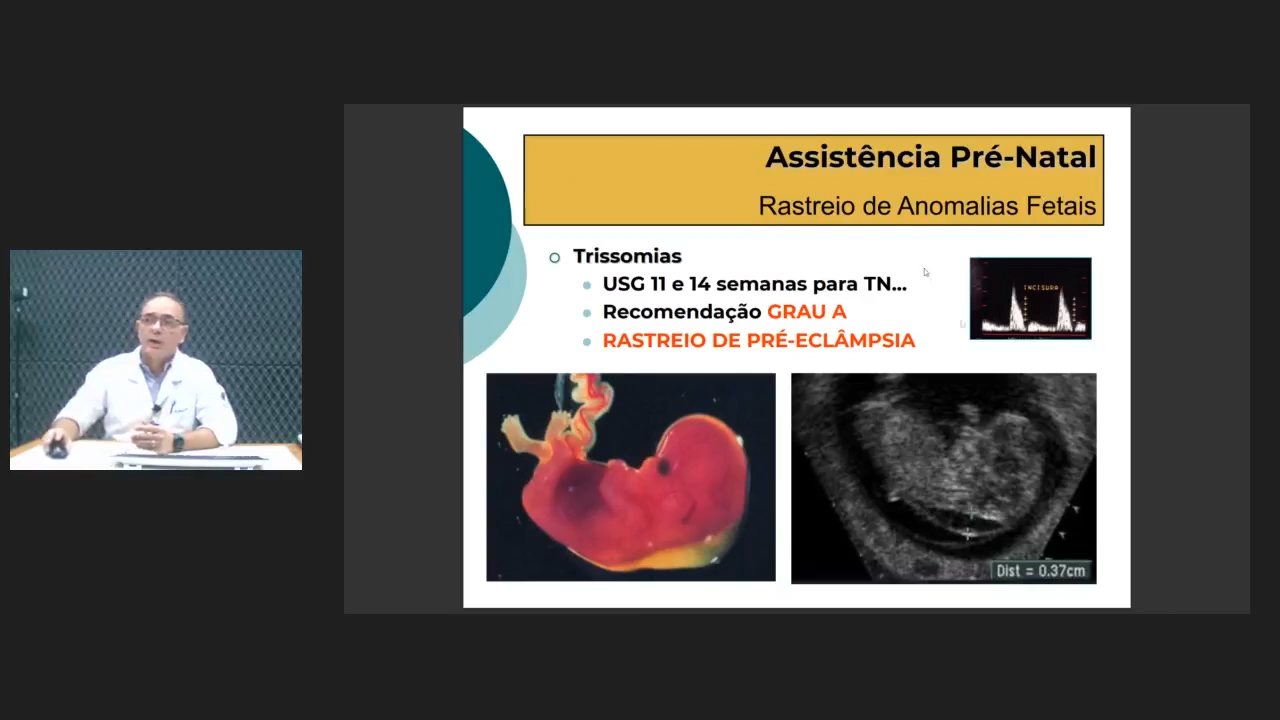 Assistência Pré-Natal
Rastreio de Anomalias Fetais
Trissomias
USG 11 e 14 semanas para TN...
Recomendação GRAU A
RASTREIO DE PRÉ-ECLÂMPSIA
INCISURA
Dist = 0.37cm